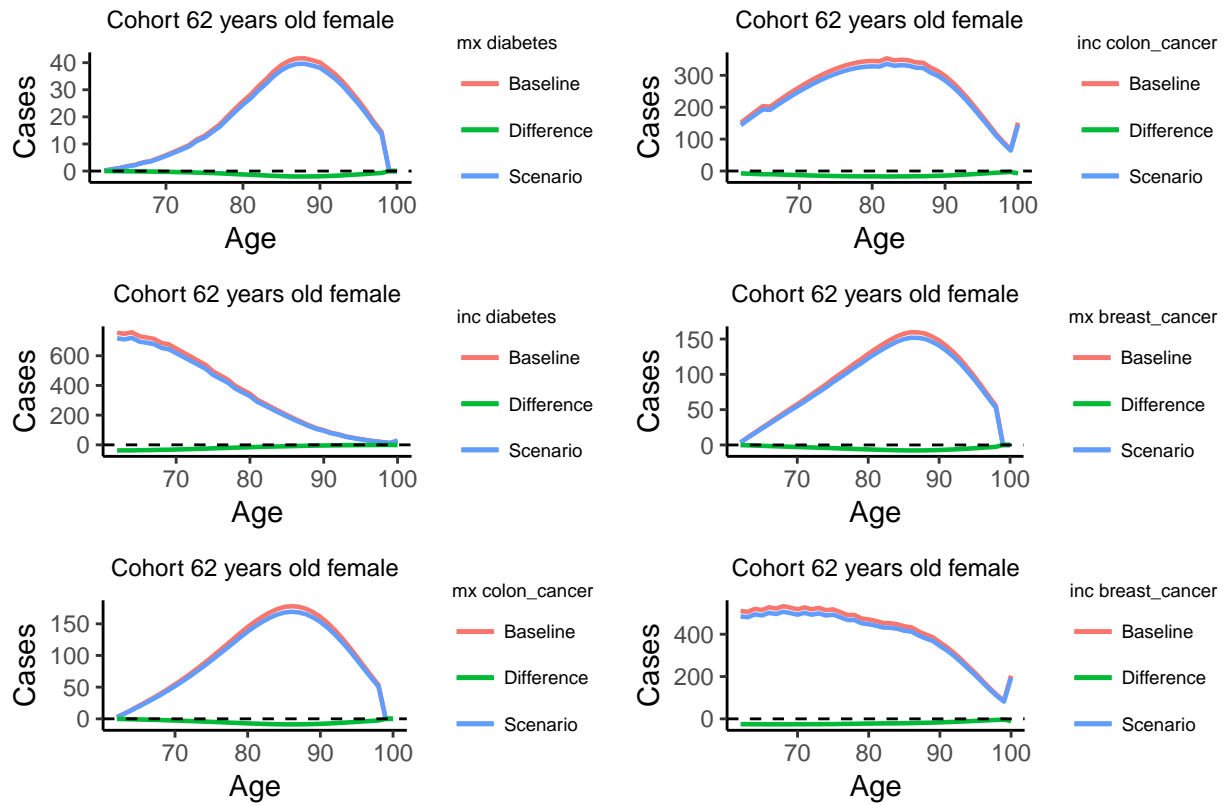 Cohort 62 years old female
mx diabetes
Baseline
Difference
Scenario
Cases
40
30
20
10
0
70 80 90 100
Age
Cohort 62 years old female
inc colon_cancer
Baseline
Difference
Scenario
Cases
300
200
100
0
70 80 90 100
Age
Cohort 62 years old female
inc diabetes
Baseline
Difference
Scenario
Cases
600
400
200
0
70 80 90 100
Age
Cohort 62 years old female
mx breast_cancer
Baseline
Difference
Scenario
Cases
150
100
50
0
70 80 90 100
Age
Cohort 62 years old female
mx colon_cancer
Baseline
Difference
Scenario
Cases
150
100
50
0
70 80 90 100
Age
Cohort 62 years old female
inc breast_cancer
Baseline
Difference
Scenario
Cases
400
200
0
70 80 90 100
Age